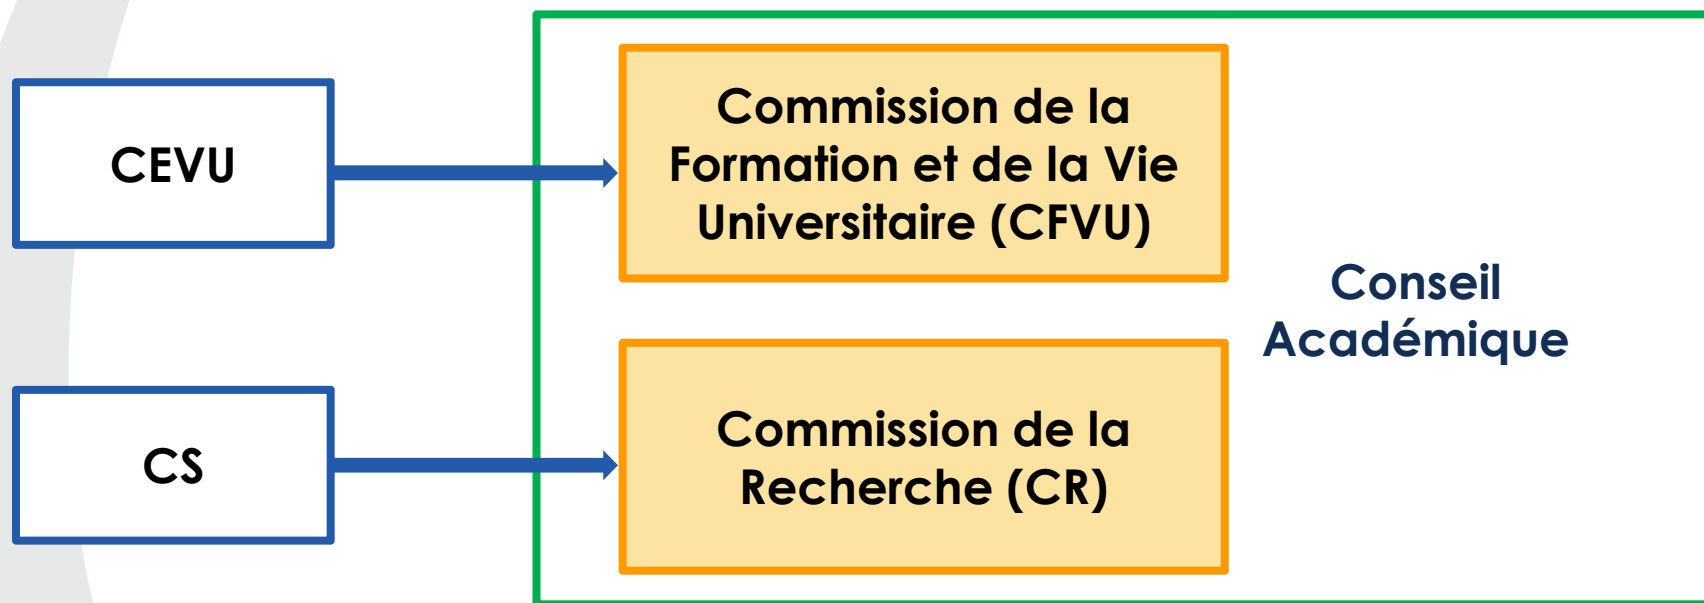 CEVU
Commission de la
Formation et de la Vie
Universitaire (CFVU)
Conseil
Académique
CS
Commission de la
Recherche (CR)